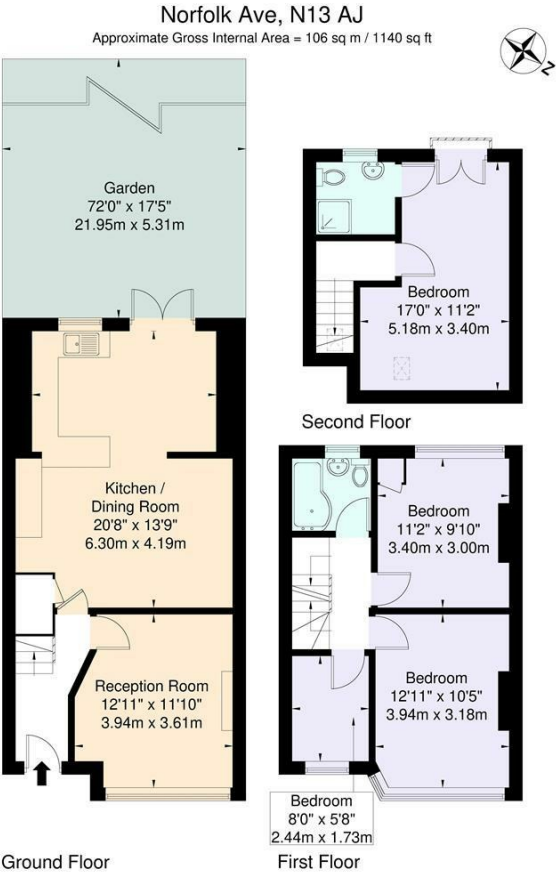 Norfolk Ave, N13 AJ
Approximate Gross Internal Area = 106 sq m / 1140 sq ft
N
Garden
72'0" x 17'5"
21.95m x 5.31m
Bedroom
17'0" x 11'2"
5.18m x 3.40m
Second Floor
Kitchen /
Dining Room
20'8" x 13'9"
6.30m x 4.19m
Bedroom
11'2" x 9'10"
3.40m x 3.00m
Reception Room
12'11" x 11'10"
3.94m x 3.61m
Bedroom
12'11" x 10'5"
3.94m x 3.18m
Bedroom
8'0" x 5'8"
2.44m x 1.73m
Ground Floor
First Floor